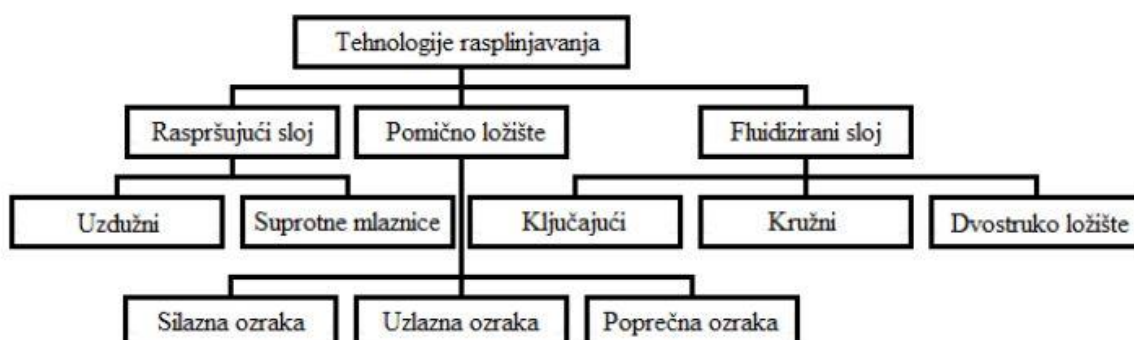 Tehnologije rasplinjavanja
Raspršujući sloj
Pomično ložište
Fluidizirani sloj
Uzdužni
Suprotne mlaznice
Ključajući
Kružni
Dvostruko ložište
Silazna ozraka
Uzlazna ozraka
Poprečna ozraka